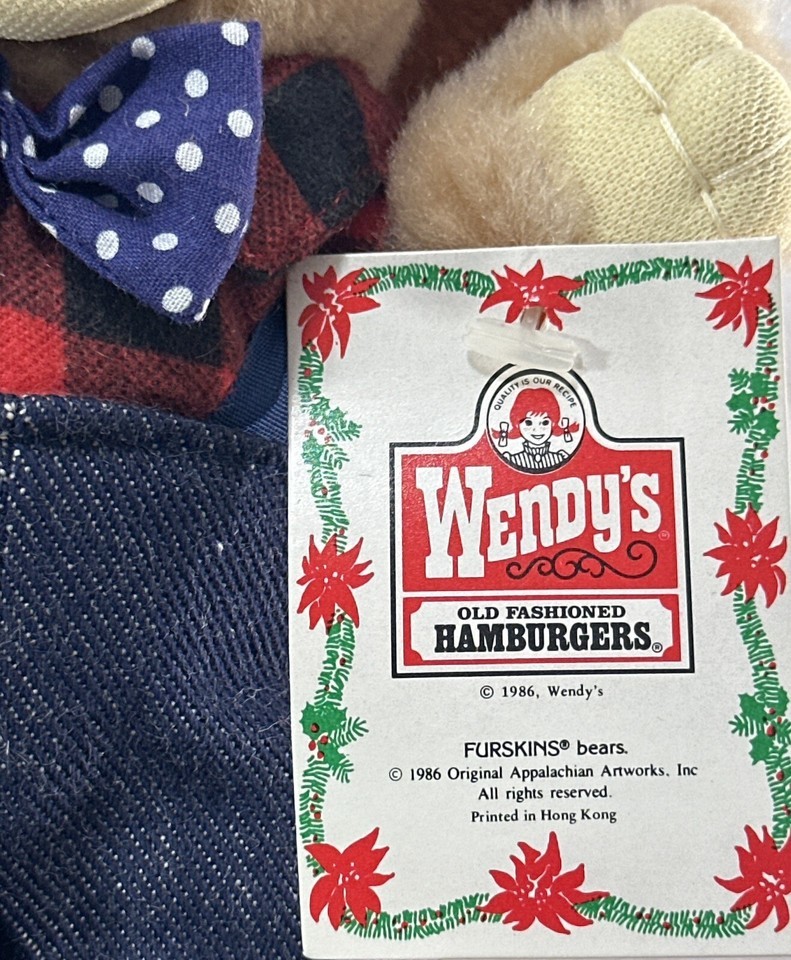 QUALITY IS OUR RECIPE
WENDY'S®
OLD FASHIONED
HAMBURGERS®
© 1986, Wendy's
FURSKINS® bears.
© 1986 Original Appalachian Artworks, Inc
All rights reserved.
Printed in Hong Kong